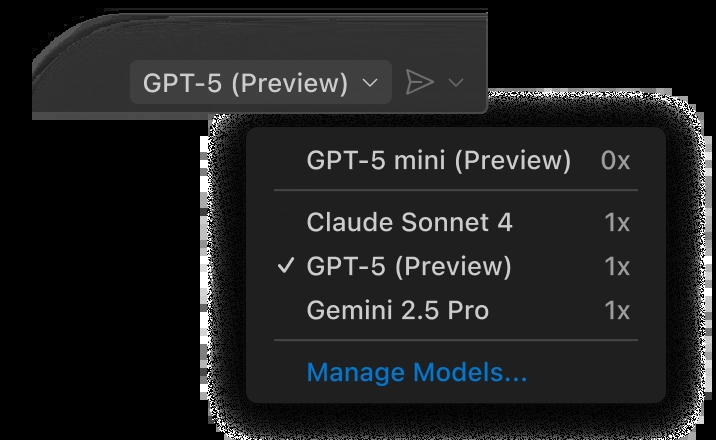 GPT-5 (Preview)
GPT-5 mini (Preview) 0x
Claude Sonnet 4 1x
GPT-5 (Preview) 1x
Gemini 2.5 Pro 1x
Manage Models...